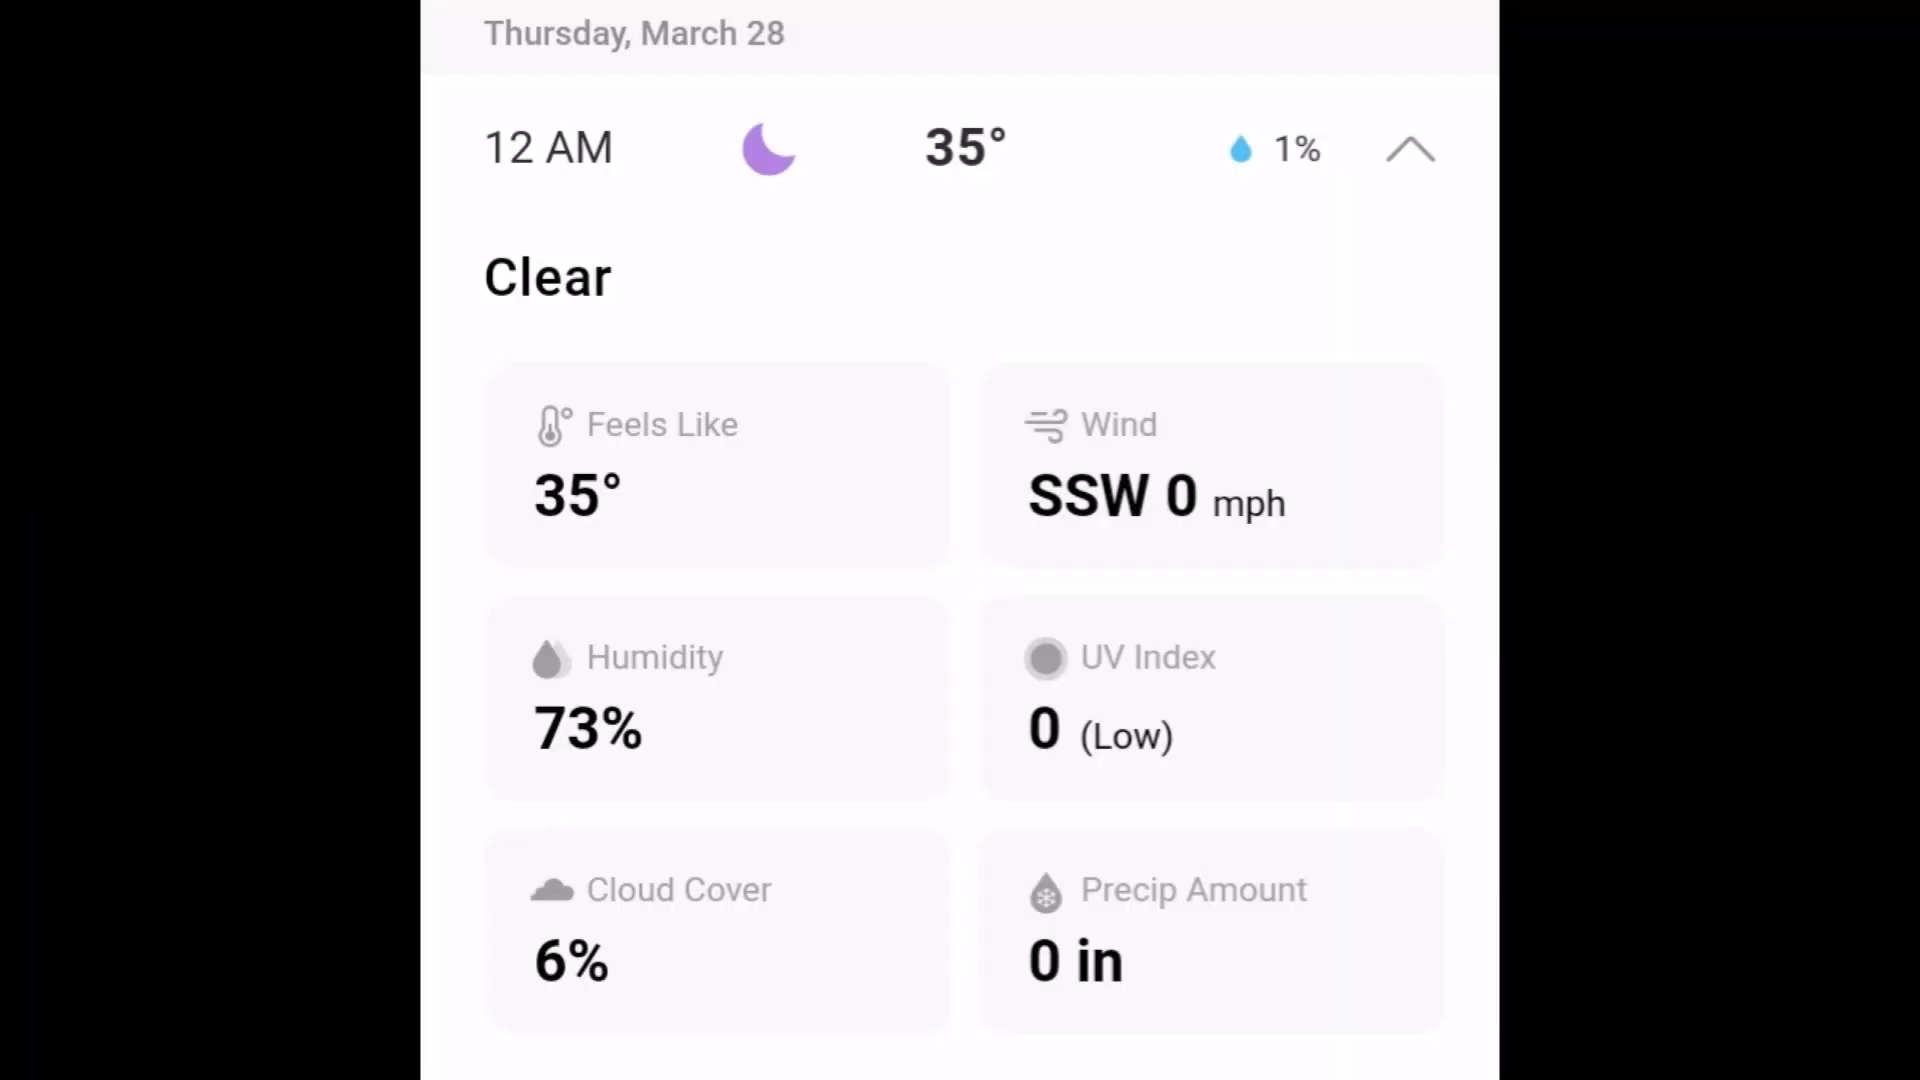 Thursday, March 28
12 AM 35° 1%
Clear
Feels Like Wind
35° SSW 0 mph
Humidity UV Index
73% 0 (Low)
Cloud Cover Precip Amount
6% 0 in